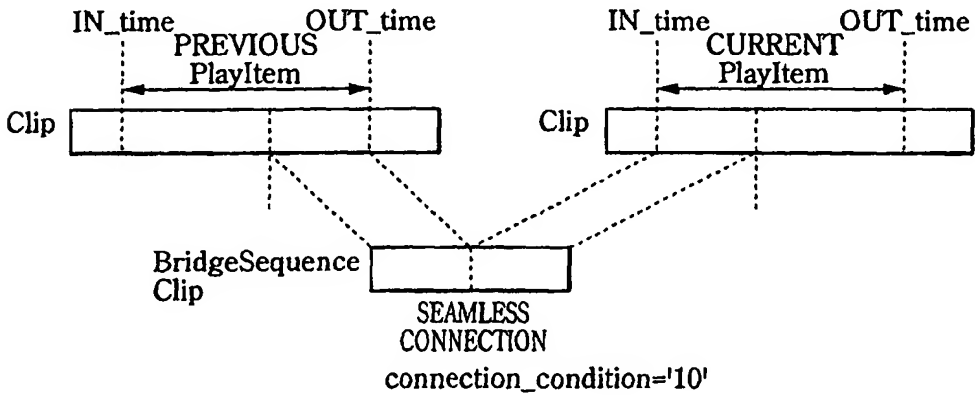 IN_time OUT_time IN_time OUT_time
PREVIOUS CURRENT
PlayItem PlayItem
Clip Clip
BridgeSequence
Clip
SEAMLESS
CONNECTION
connection_condition='10'